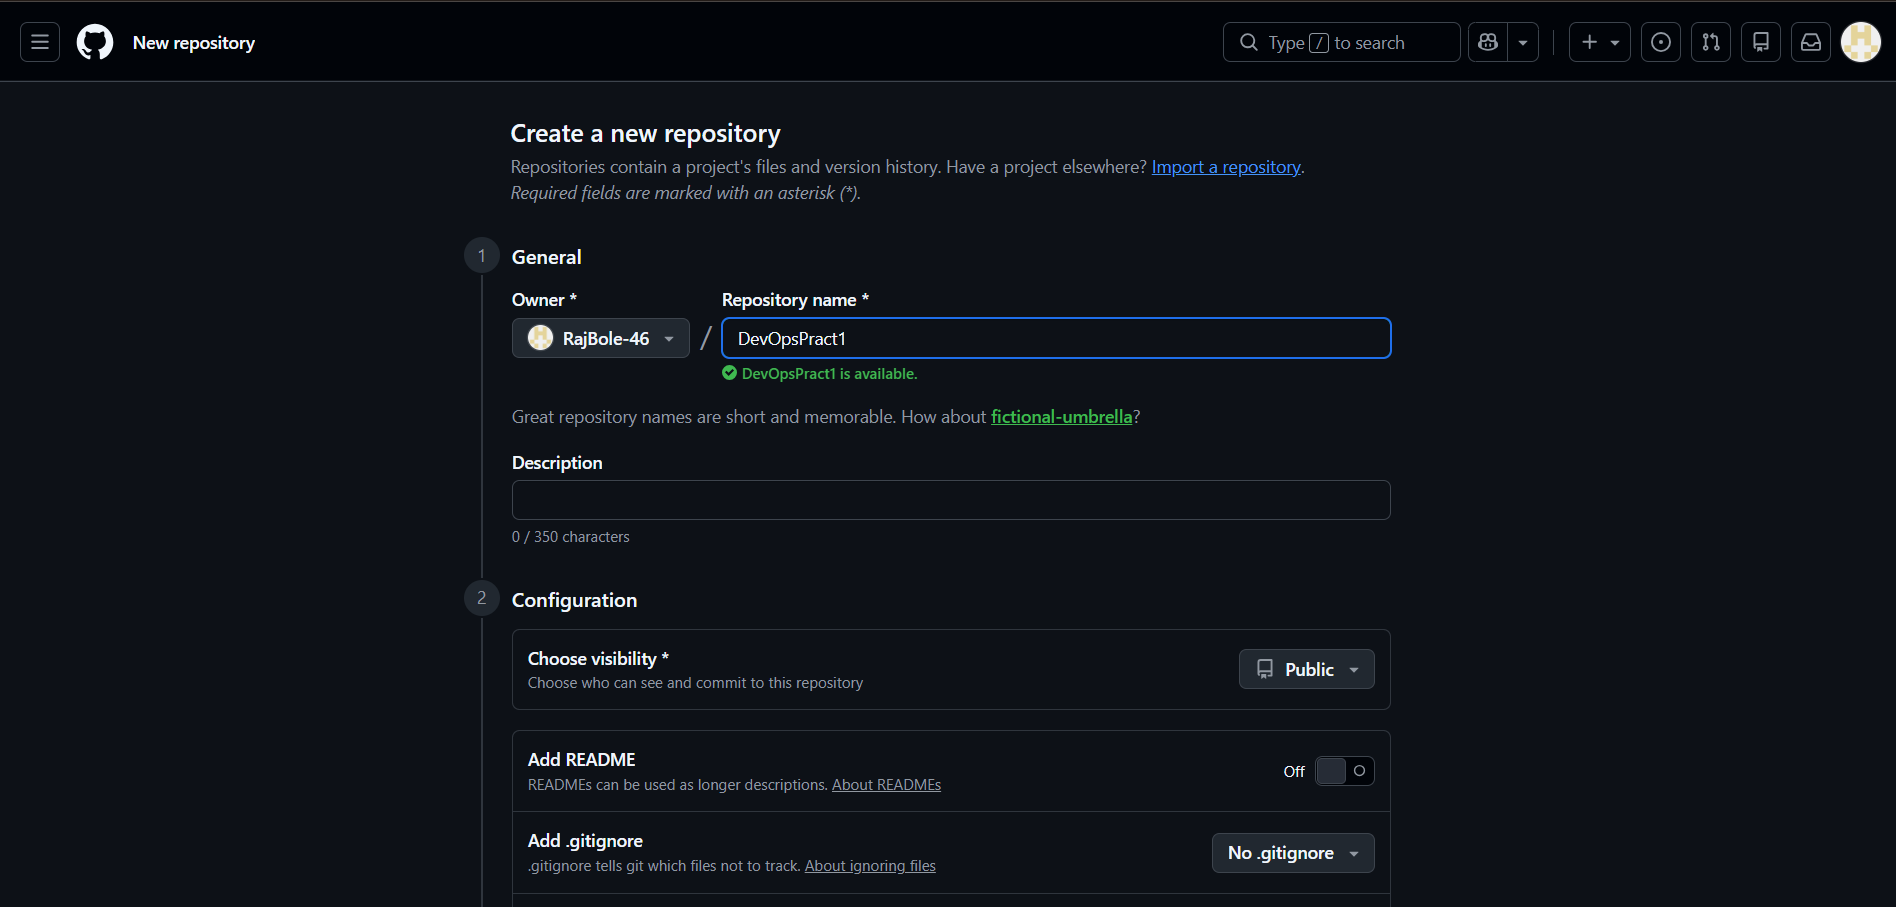 New repository
Type / to search
Create a new repository
Repositories contain a project's files and version history. Have a project elsewhere? Import a repository.
Required fields are marked with an asterisk (*).
1 General
Owner * Repository name *
RajBole-46 / DevOpsPract1
DevOpsPract1 is available.
Great repository names are short and memorable. How about fictional-umbrella?
Description
0 / 350 characters
2 Configuration
Choose visibility *
Choose who can see and commit to this repository
Public
Add README
READMEs can be used as longer descriptions. About READMEs
Off
Add .gitignore
.gitignore tells git which files not to track. About ignoring files
No .gitignore